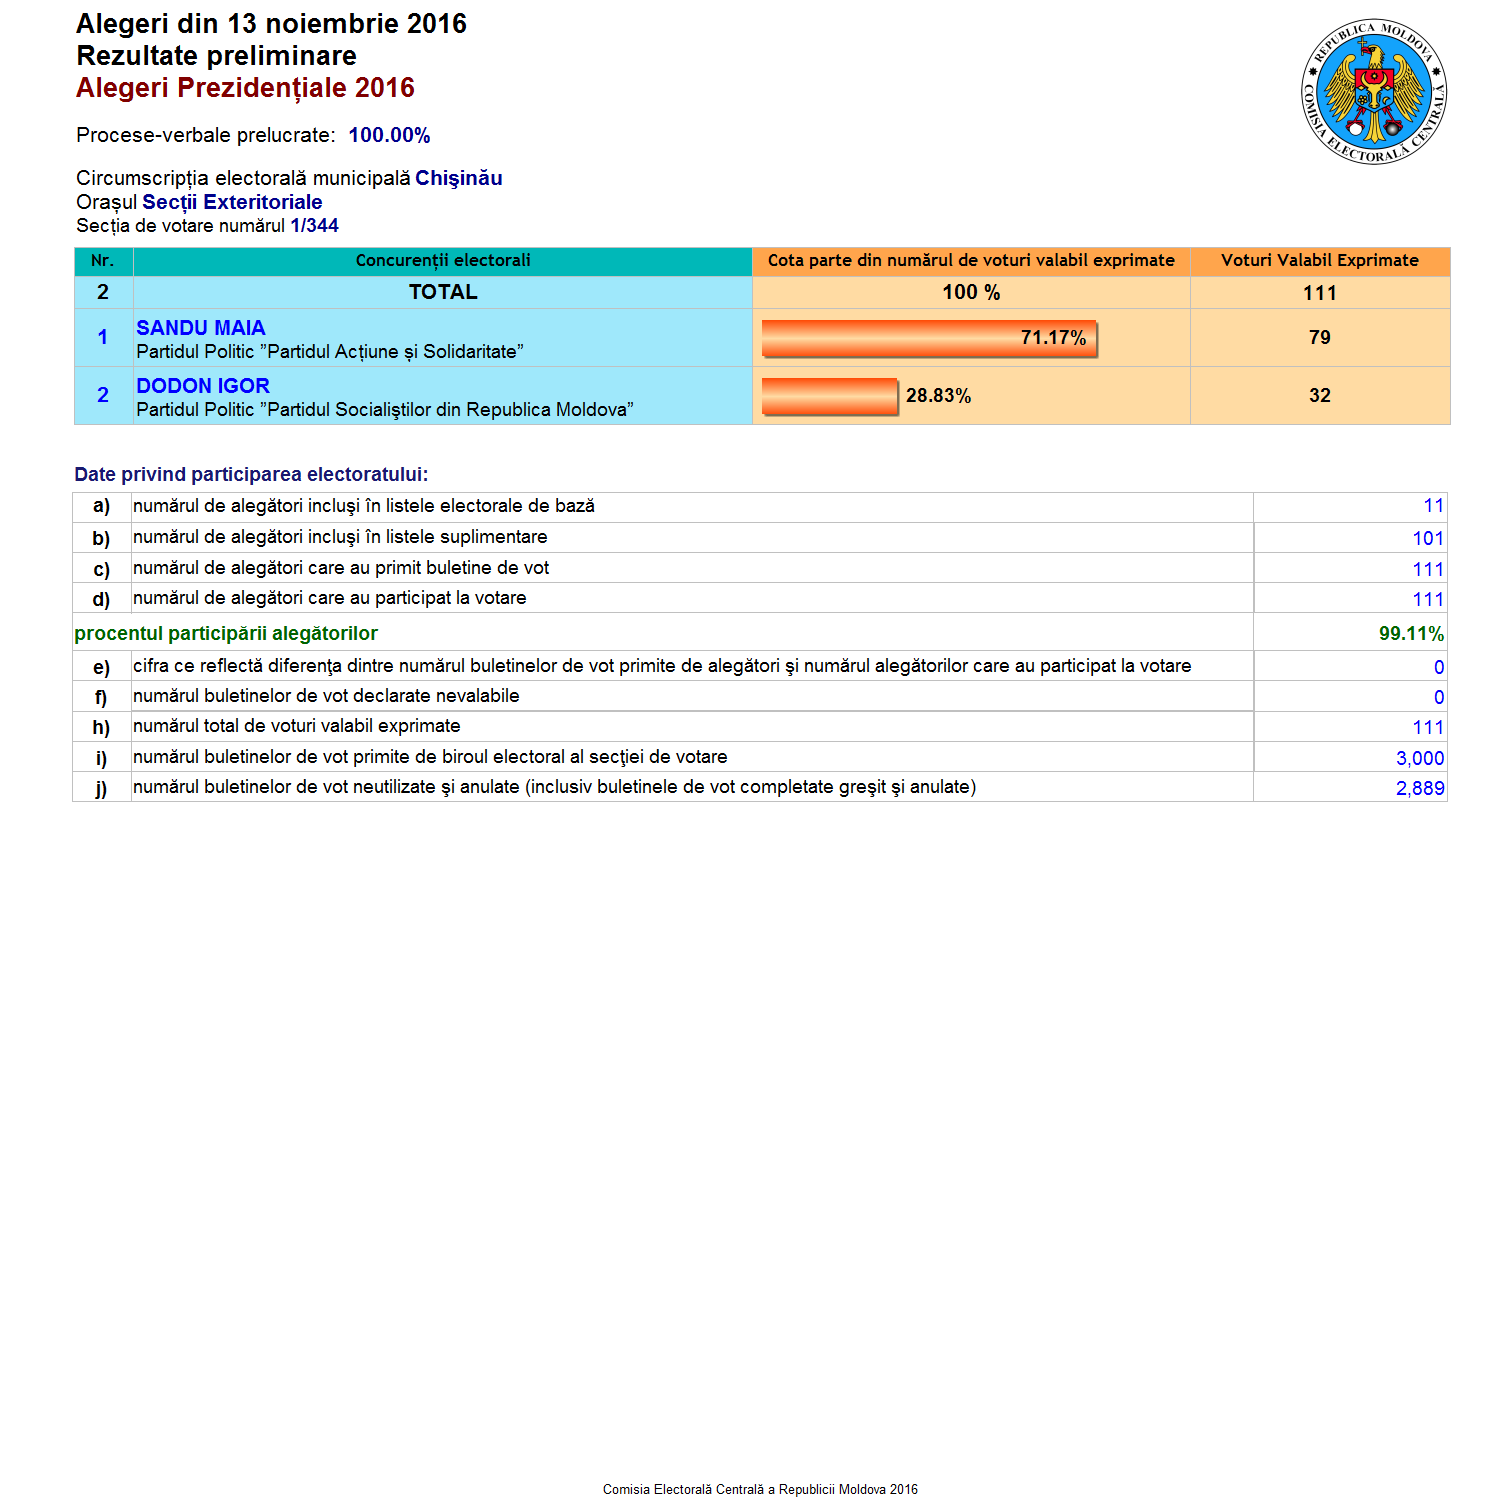 Alegeri din 13 noiembrie 2016
Rezultate preliminare
Alegeri Prezidențiale 2016
REPUBLICA MOLDOVA
COMISIA ELECTORALĂ CENTRALĂ
Procese-verbale prelucrate: 100.00%
Circumscripția electorală municipală Chişinău
Orașul Secții Exteritoriale
Secția de votare numărul 1/344
Nr. Concurenții electorali Cota parte din numărul de voturi valabil exprimate Voturi Valabil Exprimate
2 TOTAL 100 % 111
1 SANDU MAIA 71.17% 79
Partidul Politic ”Partidul Acțiune și Solidaritate”
2 DODON IGOR 28.83% 32
Partidul Politic ”Partidul Socialiştilor din Republica Moldova”
Date privind participarea electoratului:
a) numărul de alegători incluşi în listele electorale de bază 11
b) numărul de alegători incluşi în listele suplimentare 101
c) numărul de alegători care au primit buletine de vot 111
d) numărul de alegători care au participat la votare 111
procentul participării alegătorilor 99.11%
e) cifra ce reflectă diferenţa dintre numărul buletinelor de vot primite de alegători şi numărul alegătorilor care au participat la votare 0
f) numărul buletinelor de vot declarate nevalabile 0
h) numărul total de voturi valabil exprimate 111
i) numărul buletinelor de vot primite de biroul electoral al secţiei de votare 3,000
j) numărul buletinelor de vot neutilizate şi anulate (inclusiv buletinele de vot completate greşit şi anulate) 2,889
Comisia Electorală Centrală a Republicii Moldova 2016